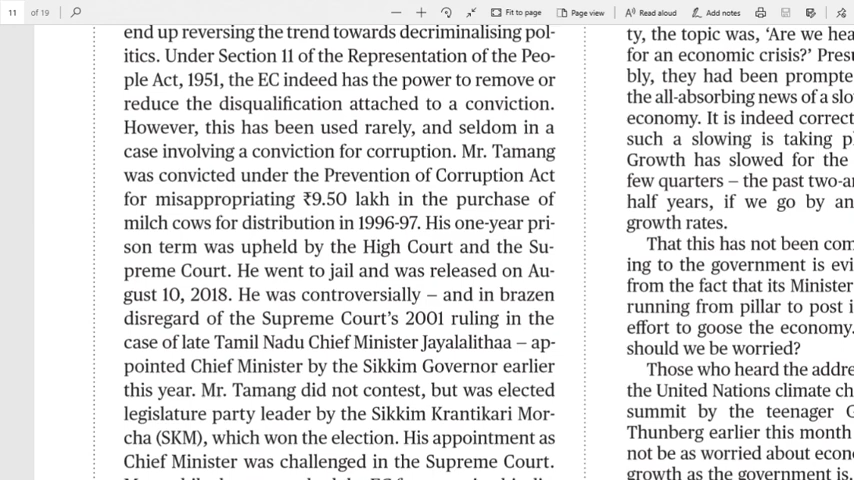 11 of 19
Fit to page
Page view
Read aloud
Add notes
end up reversing the trend towards decriminalising pol-
itics. Under Section 11 of the Representation of the Peo-
ple Act, 1951, the EC indeed has the power to remove or
reduce the disqualification attached to a conviction.
However, this has been used rarely, and seldom in a
case involving a conviction for corruption. Mr. Tamang
was convicted under the Prevention of Corruption Act
for misappropriating ₹9.50 lakh in the purchase of
milch cows for distribution in 1996-97. His one-year pri-
son term was upheld by the High Court and the Su-
preme Court. He went to jail and was released on Au-
gust 10, 2018. He was controversially – and in brazen
disregard of the Supreme Court's 2001 ruling in the
case of late Tamil Nadu Chief Minister Jayalalithaa – ap-
pointed Chief Minister by the Sikkim Governor earlier
this year. Mr. Tamang did not contest, but was elected
legislature party leader by the Sikkim Krantikari Mor-
cha (SKM), which won the election. His appointment as
Chief Minister was challenged in the Supreme Court.
ty, the topic was, 'Are we hea
for an economic crisis?' Presu
bly, they had been prompte
the all-absorbing news of a slo
economy. It is indeed correct
such a slowing is taking pl
Growth has slowed for the
few quarters – the past two-a
half years, if we go by an
growth rates.
That this has not been com
ing to the government is evi
from the fact that its Minister
running from pillar to post i
effort to goose the economy.
should we be worried?
Those who heard the addre
the United Nations climate ch
summit by the teenager G
Thunberg earlier this month
not be as worried about econ
growth as the government is.